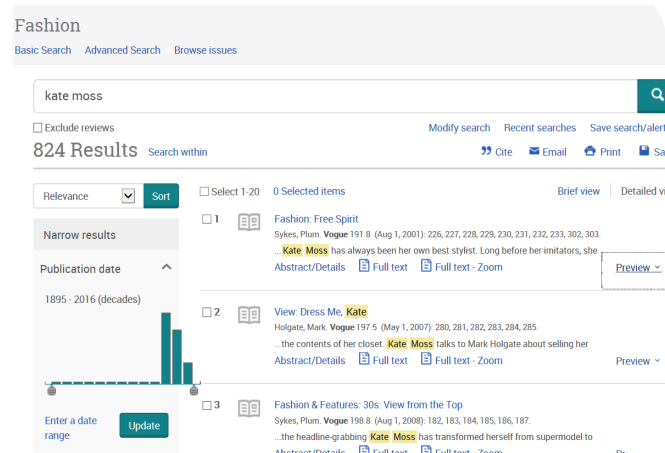 Fashion
Basic Search Advanced Search Browse issues
kate moss
Exclude reviews Modify search Recent searches Save search/alert
824 Results Search within Cite Email Print Sa
Relevance Sort Select 1-20 0 Selected items Brief view Detailed vi
1 Fashion: Free Spirit
Narrow results Sykes, Plum. Vogue 191.8 (Aug 1, 2001): 226, 227, 228, 229, 230, 231, 232, 233, 302, 303.
...Kate Moss has always been her own best stylist. Long before her imitators, she
Publication date Abstract/Details Full text Full text - Zoom Preview
1895 - 2016 (decades)
2 View: Dress Me, Kate
Holgate, Mark. Vogue 197.5 (May 1, 2007): 280, 281, 282, 283, 284, 285.
...the contents of her closet. Kate Moss talks to Mark Holgate about selling her
Abstract/Details Full text Full text - Zoom Preview
3 Fashion & Features: 30s: View from the Top
Enter a date range Update Sykes, Plum. Vogue 198.8 (Aug 1, 2008): 182, 183, 184, 185, 186, 187.
...the headline-grabbing Kate Moss has transformed herself from supermodel to
Abstract/Details Full text Full text - Zoom